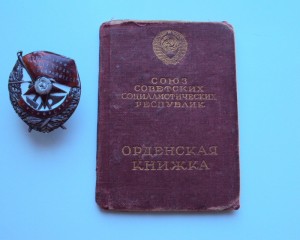 СОЮЗ
СОВЕТСКИХ
СОЦИАЛИСТИЧЕСКИХ
РЕСПУБЛИК
ОРДЕНСКАЯ
КНИЖКА